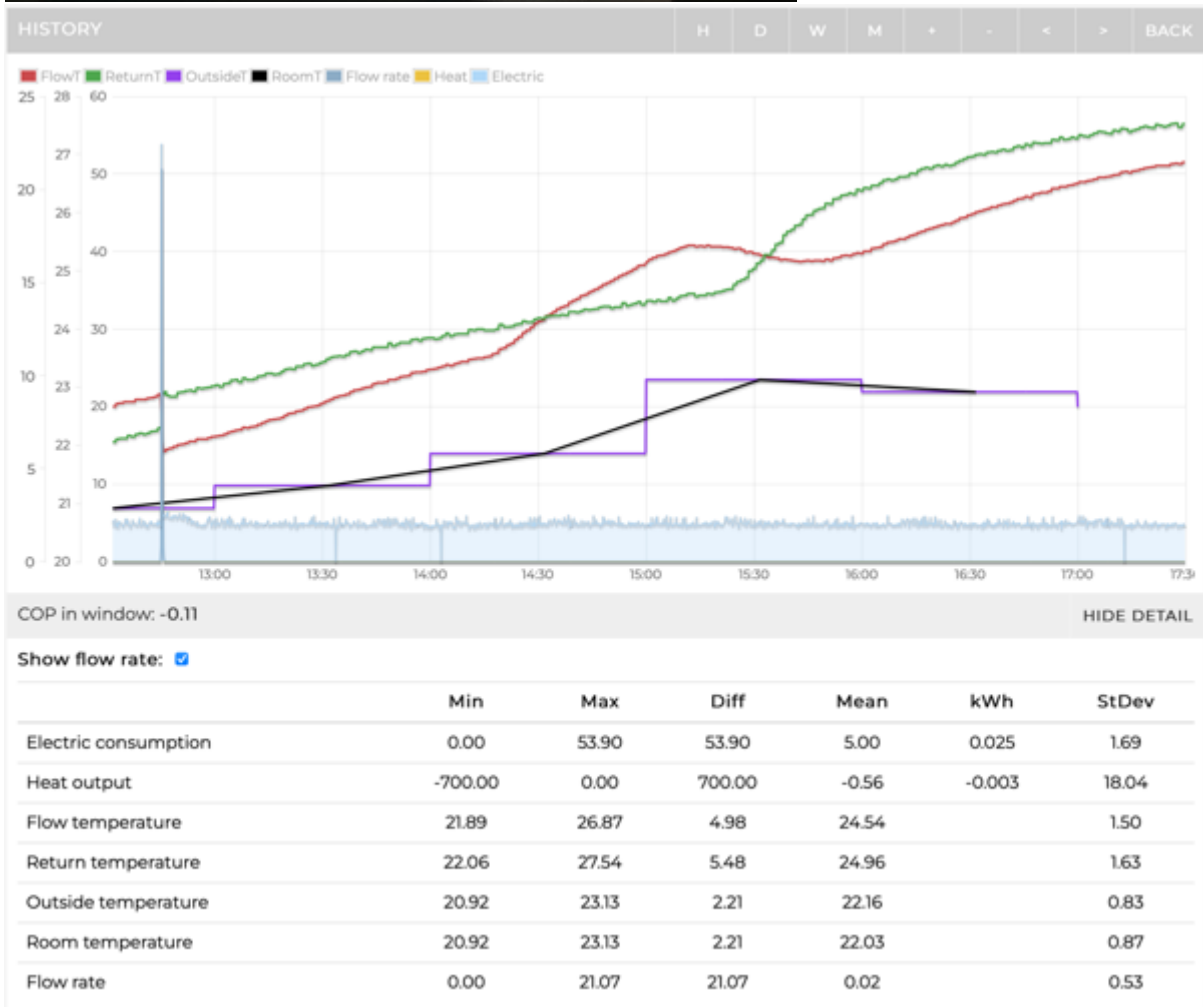 HISTORY H D W M + - < > BACK
FlowT ReturnT OutsideT RoomT Flow rate Heat Electric
25 28 60
27
50
20
26
40
25
15
24 30
10
23
20
22
5
21
10
0 20 0
13:00 13:30 14:00 14:30 15:00 15:30 16:00 16:30 17:00 17:3
COP in window: -0.11 HIDE DETAIL
Show flow rate:
Min Max Diff Mean kWh StDev
Electric consumption 0.00 53.90 53.90 5.00 0.025 1.69
Heat output -700.00 0.00 700.00 -0.56 -0.003 18.04
Flow temperature 21.89 26.87 4.98 24.54 1.50
Return temperature 22.06 27.54 5.48 24.96 1.63
Outside temperature 20.92 23.13 2.21 22.16 0.83
Room temperature 20.92 23.13 2.21 22.03 0.87
Flow rate 0.00 21.07 21.07 0.02 0.53